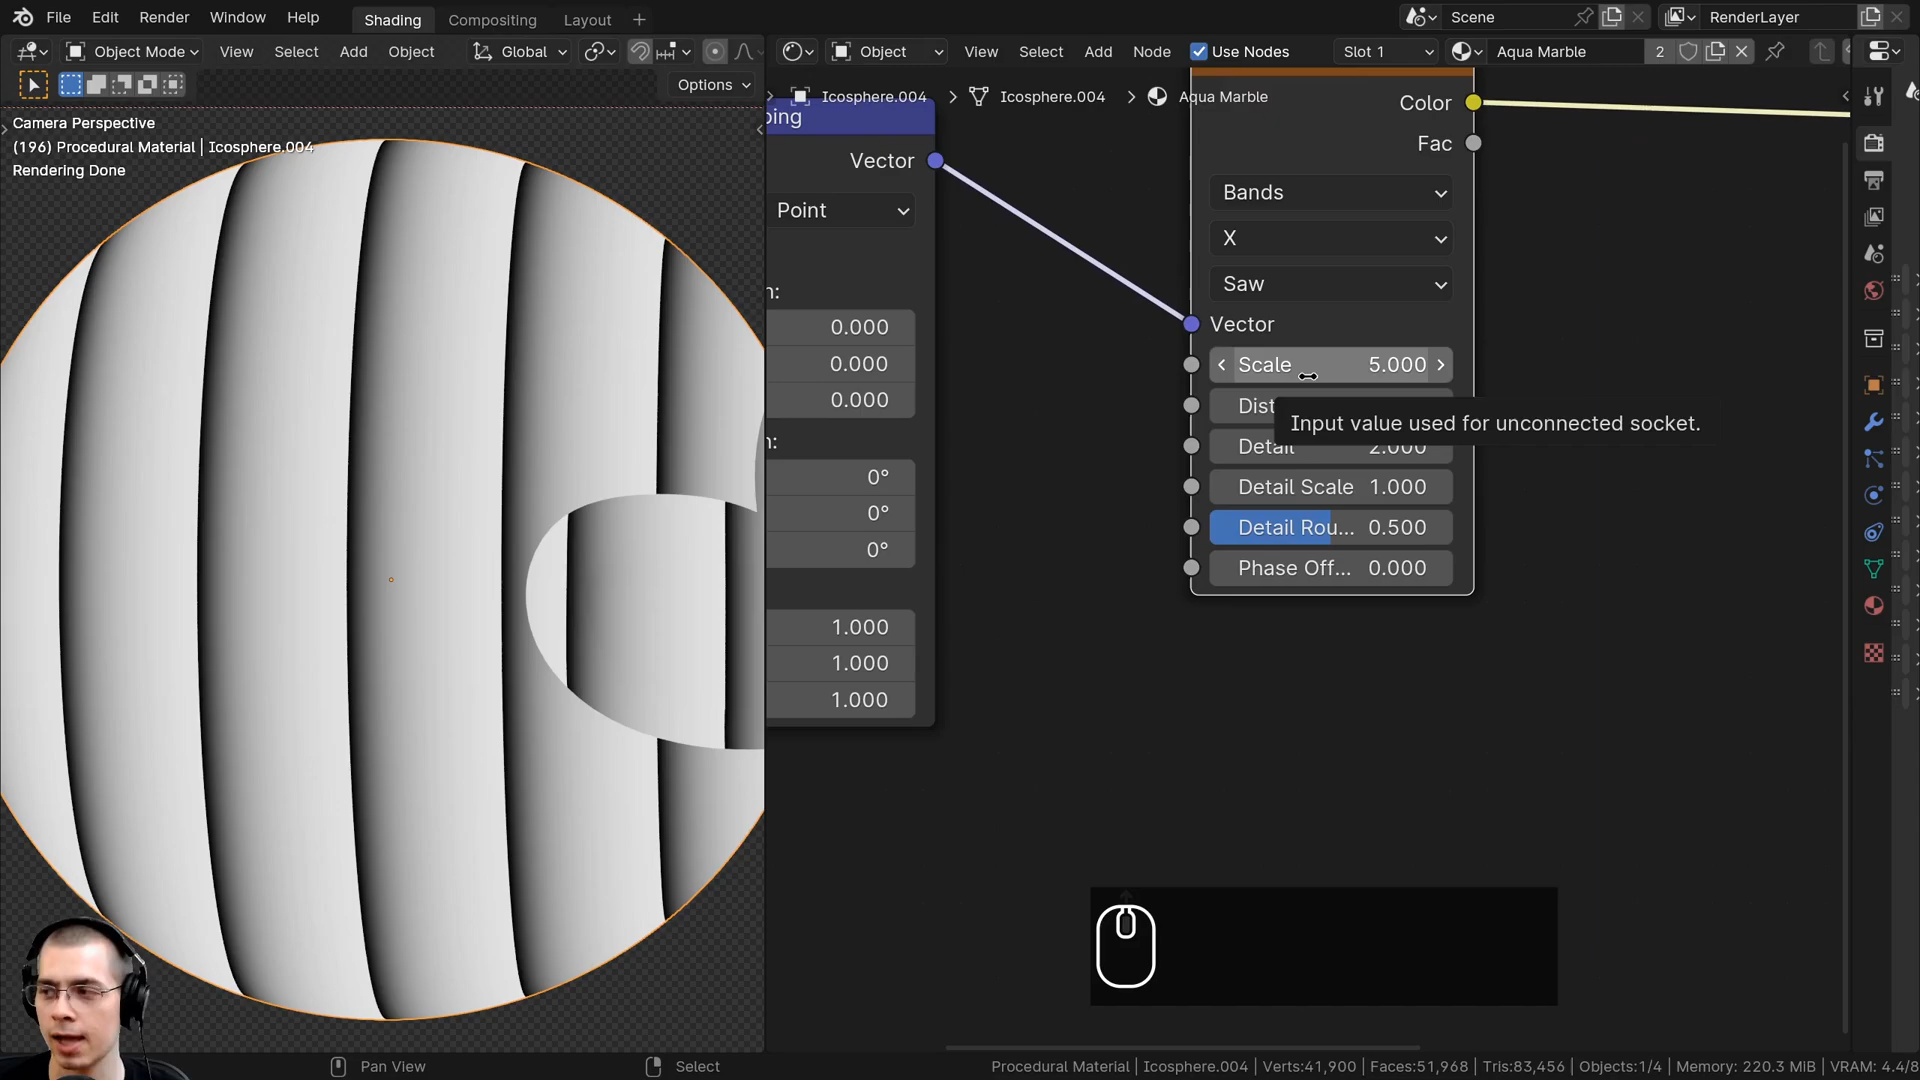 File Edit Render Window Help Shading Compositing Layout + Scene RenderLayer
Object Mode View Select Add Object Global Object View Select Add Node Use Nodes Slot 1 Aqua Marble 2
Options
Camera Perspective
(196) Procedural Material | Icosphere.004
Rendering Done
Icosphere.004 > Icosphere.004 > Aqua Marble
ping
Vector
Point
n:
0.000
0.000
0.000
n:
0°
0°
0°
1.000
1.000
1.000
Color
Fac
Bands
X
Saw
Vector
Scale 5.000
Dist
Input value used for unconnected socket.
Detail 2.000
Detail Scale 1.000
Detail Rou... 0.500
Phase Off... 0.000
Pan View Select Procedural Material | Icosphere.004 | Verts:41,900 | Faces:51,968 | Tris:83,456 | Objects:1/4 | Memory: 220.3 MiB | VRAM: 4.4/8